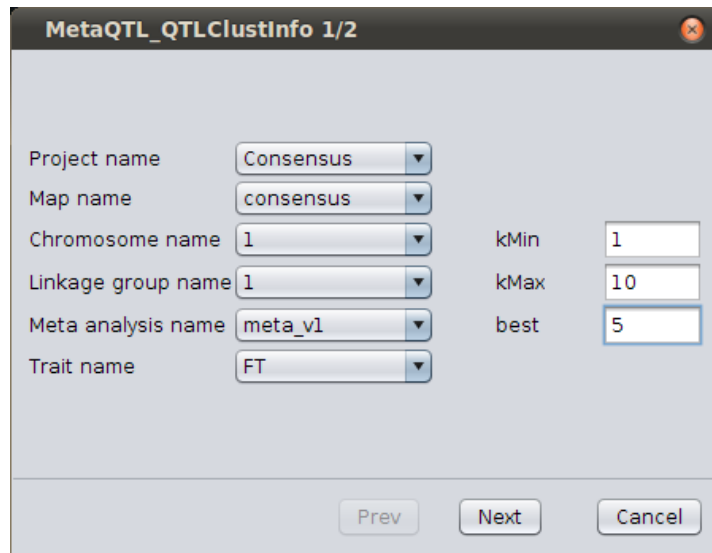 MetaQTL_QTLClustInfo 1/2
Project name Consensus
Map name consensus
Chromosome name 1 kMin 1
Linkage group name 1 kMax 10
Meta analysis name meta_v1 best 5
Trait name FT
Prev Next Cancel